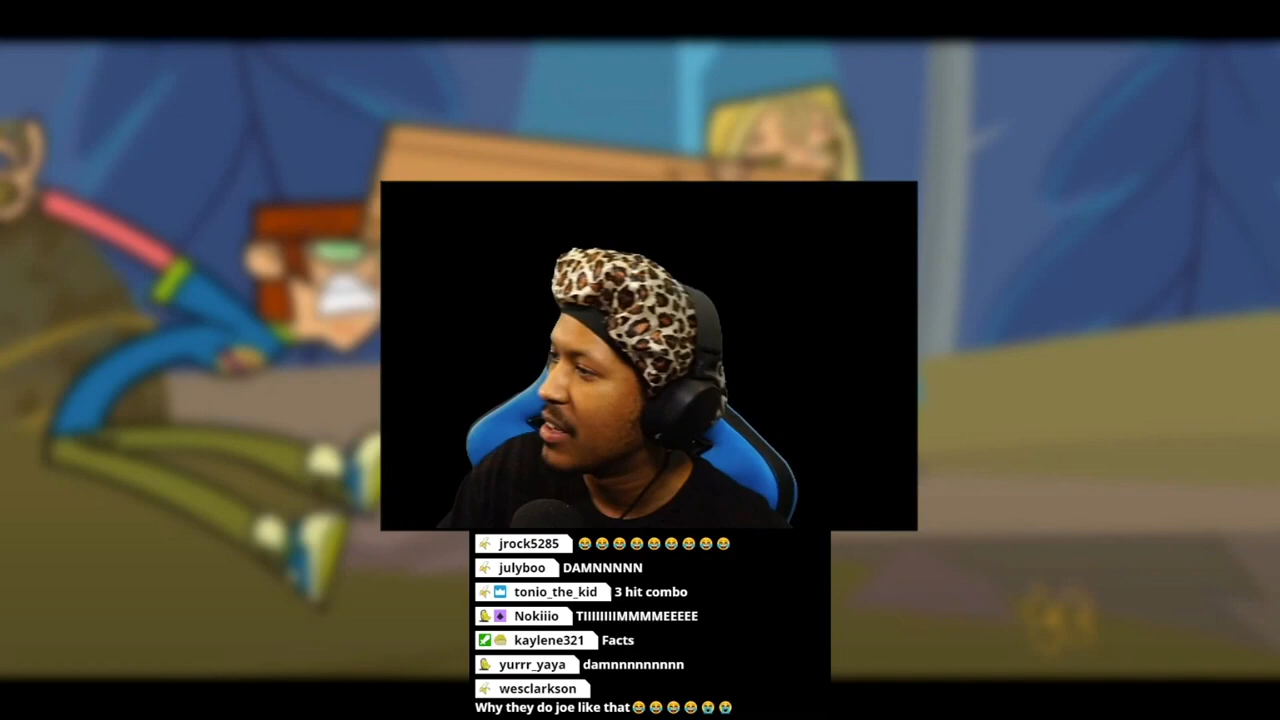 jrock5285 😂😂😂😂😂😂😂😂😂
julyboo DAMNNNNN
tonio_the_kid 3 hit combo
Nokiiio TIIIIIIIIMMMMEEEEE
kaylene321 Facts
yurrr_yaya damnnnnnnnnn
wesclarkson
Why they do joe like that😂😂😂😂😭😭